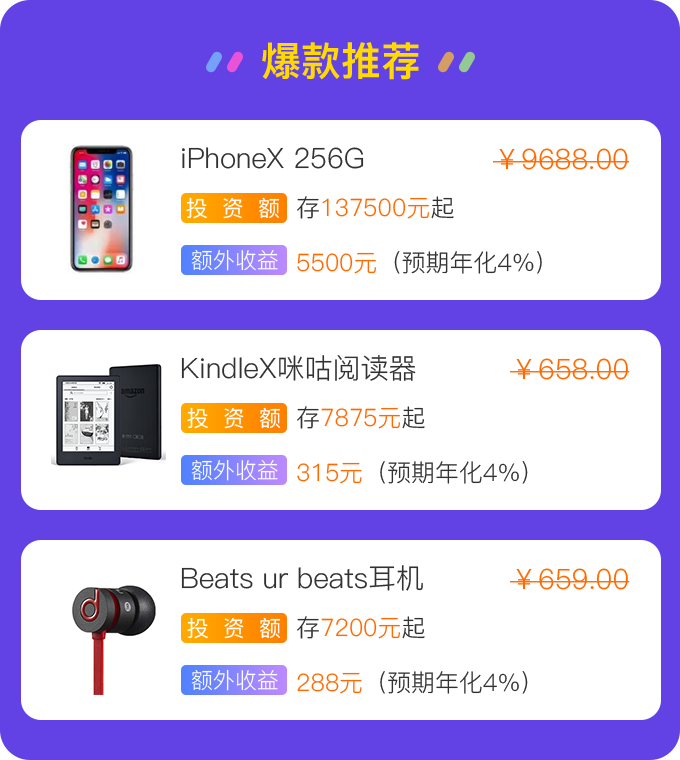 爆款推荐
iPhoneX 256G
￥9688.00
投资额 存137500元起
额外收益 5500元（预期年化4%）
KindleX咪咕阅读器
￥658.00
投资额 存7875元起
额外收益 315元（预期年化4%）
amazon
Beats ur beats耳机
￥659.00
投资额 存7200元起
额外收益 288元（预期年化4%）